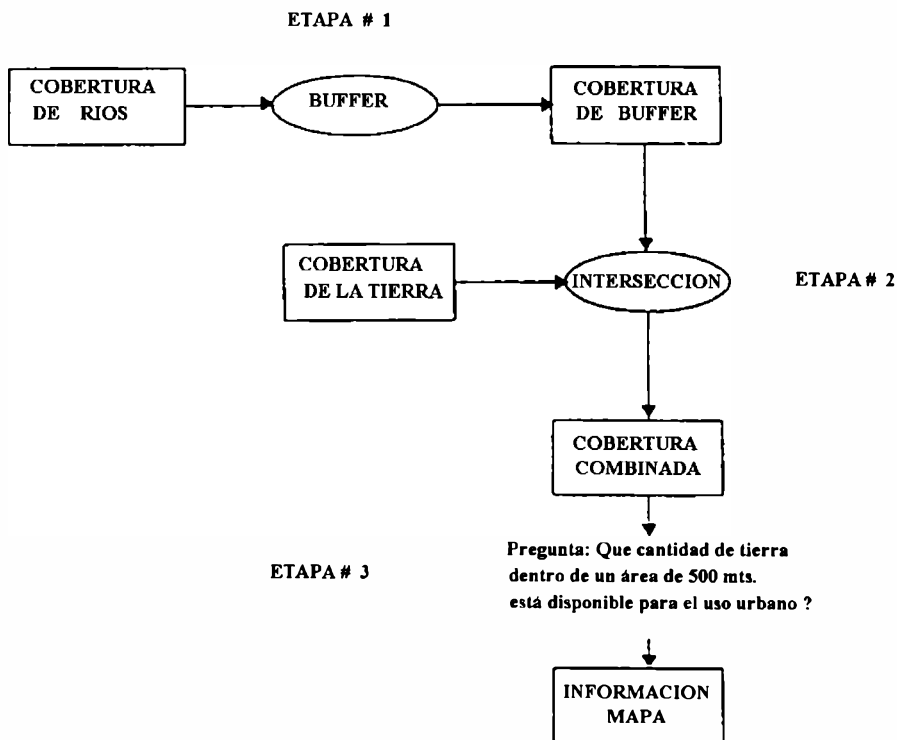 ETAPA # 1
COBERTURA
DE RIOS
BUFFER
COBERTURA
DE BUFFER
COBERTURA
DE LA TIERRA
INTERSECCION
ETAPA # 2
COBERTURA
COMBINADA
ETAPA # 3
Pregunta: Que cantidad de tierra
dentro de un área de 500 mts.
está disponible para el uso urbano ?
INFORMACION
MAPA